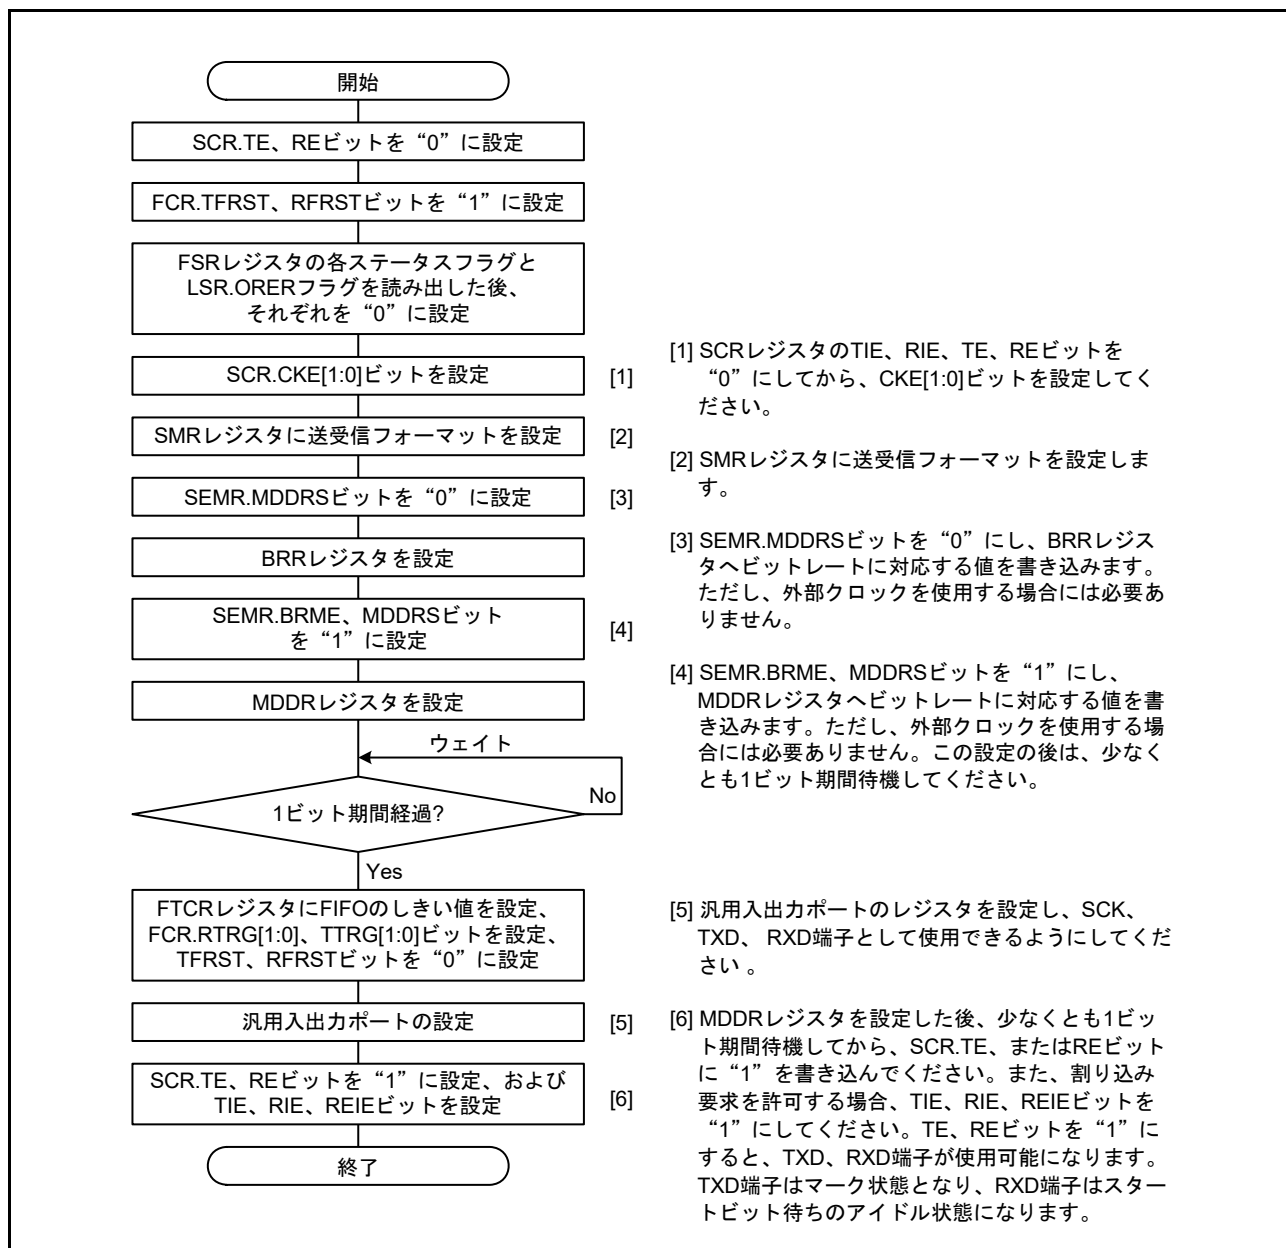 開始
SCR.TE、REビットを“0”に設定
FCR.TFRST、RFRSTビットを“1”に設定
FSRレジスタの各ステータスフラグと
LSR.ORERフラグを読み出した後、
それぞれを“0”に設定
SCR.CKE[1:0]ビットを設定 [1]
SMRレジスタに送受信フォーマットを設定 [2]
SEMR.MDDRSビットを“0”に設定 [3]
BRRレジスタを設定
SEMR.BRME、MDDRSビット
を“1”に設定 [4]
MDDRレジスタを設定
ウェイト
1ビット期間経過?
No
Yes
FTCRレジスタにFIFOのしきい値を設定、
FCR.RTRG[1:0]、TTRG[1:0]ビットを設定、
TFRST、RFRSTビットを“0”に設定
汎用入出力ポートの設定 [5]
SCR.TE、REビットを“1”に設定、および
TIE、RIE、REIEビットを設定 [6]
終了
[1] SCRレジスタのTIE、RIE、TE、REビットを
“0”にしてから、CKE[1:0]ビットを設定してく
ださい。
[2] SMRレジスタに送受信フォーマットを設定しま
す。
[3] SEMR.MDDRSビットを“0”にし、BRRレジス
タへビットレートに対応する値を書き込みます。
ただし、外部クロックを使用する場合には必要あ
りません。
[4] SEMR.BRME、MDDRSビットを“1”にし、
MDDRレジスタへビットレートに対応する値を書
き込みます。ただし、外部クロックを使用する場
合には必要ありません。この設定の後は、少なく
とも1ビット期間待機してください。
[5] 汎用入出力ポートのレジスタを設定し、SCK、
TXD、 RXD端子として使用できるようにしてくだ
さい 。
[6] MDDRレジスタを設定した後、少なくとも1ビッ
ト期間待機してから、SCR.TE、またはREビット
に“1”を書き込んでください。また、割り込み
要求を許可する場合、TIE、RIE、REIEビットを
“1”にしてください。TE、REビットを“1”に
すると、TXD、RXD端子が使用可能になります。
TXD端子はマーク状態となり、RXD端子はスター
トビット待ちのアイドル状態になります。